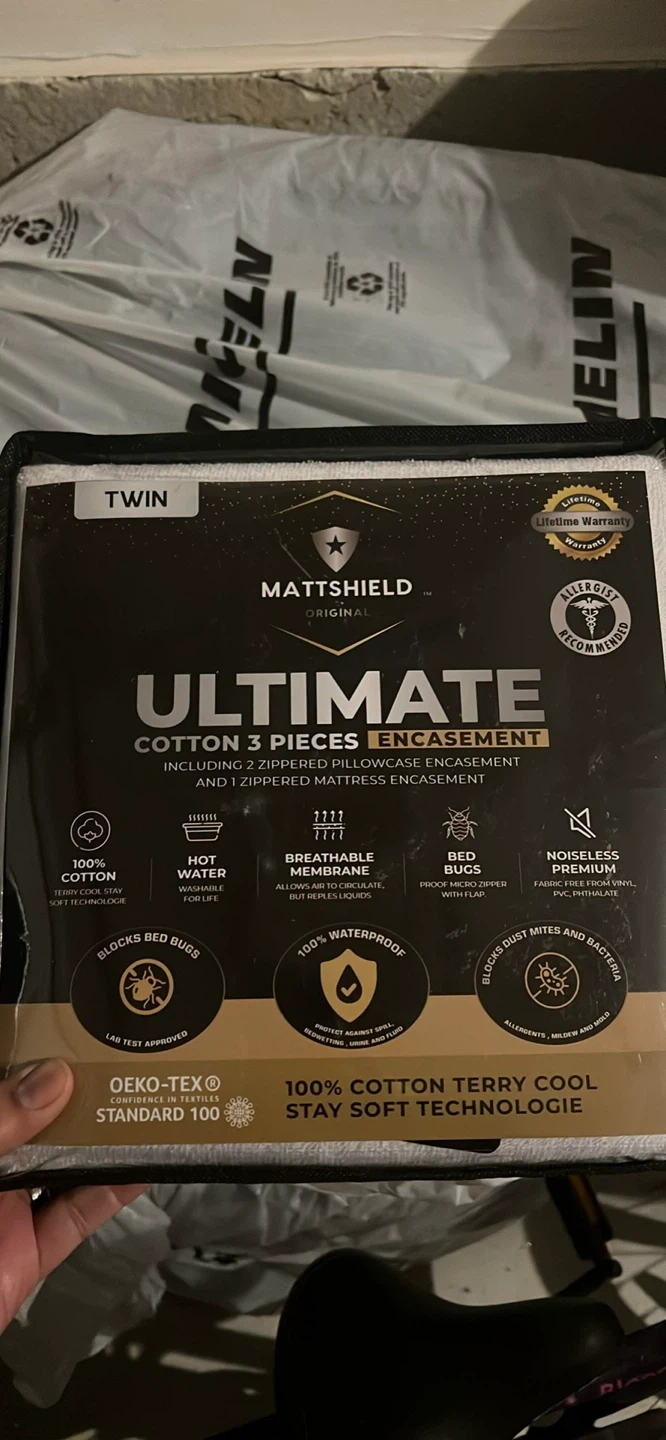 MICHELIN
MELIN
TWIN
Lifetime
Lifetime Warranty
Warranty
MATTSHIELD
TM
ORIGINAL
ALLERGIST
RECOMMENDED
ULTIMATE
COTTON 3 PIECES ENCASEMENT
INCLUDING 2 ZIPPERED PILLOWCASE ENCASEMENT
AND 1 ZIPPERED MATTRESS ENCASEMENT
100%
COTTON
TERRY COOL STAY
SOFT TECHNOLOGIE
HOT
WATER
WASHABLE
FOR LIFE
BREATHABLE
MEMBRANE
ALLOWS AIR TO CIRCULATE,
BUT REPLES LIQUIDS
BED
BUGS
PROOF MICRO ZIPPER
WITH FLAP.
NOISELESS
PREMIUM
FABRIC FREE FROM VINYL,
PVC, PHTHALATE
BLOCKS BED BUGS
LAB TEST APPROVED
100% WATERPROOF
PROTECT AGAINST SPILL,
BEDWETTING, URINE AND FLUID
BLOCKS DUST MITES AND BACTERIA
ALLERGENTS, MILDEW AND MOLD
OEKO-TEX®
CONFIDENCE IN TEXTILES
STANDARD 100
100% COTTON TERRY COOL
STAY SOFT TECHNOLOGIE